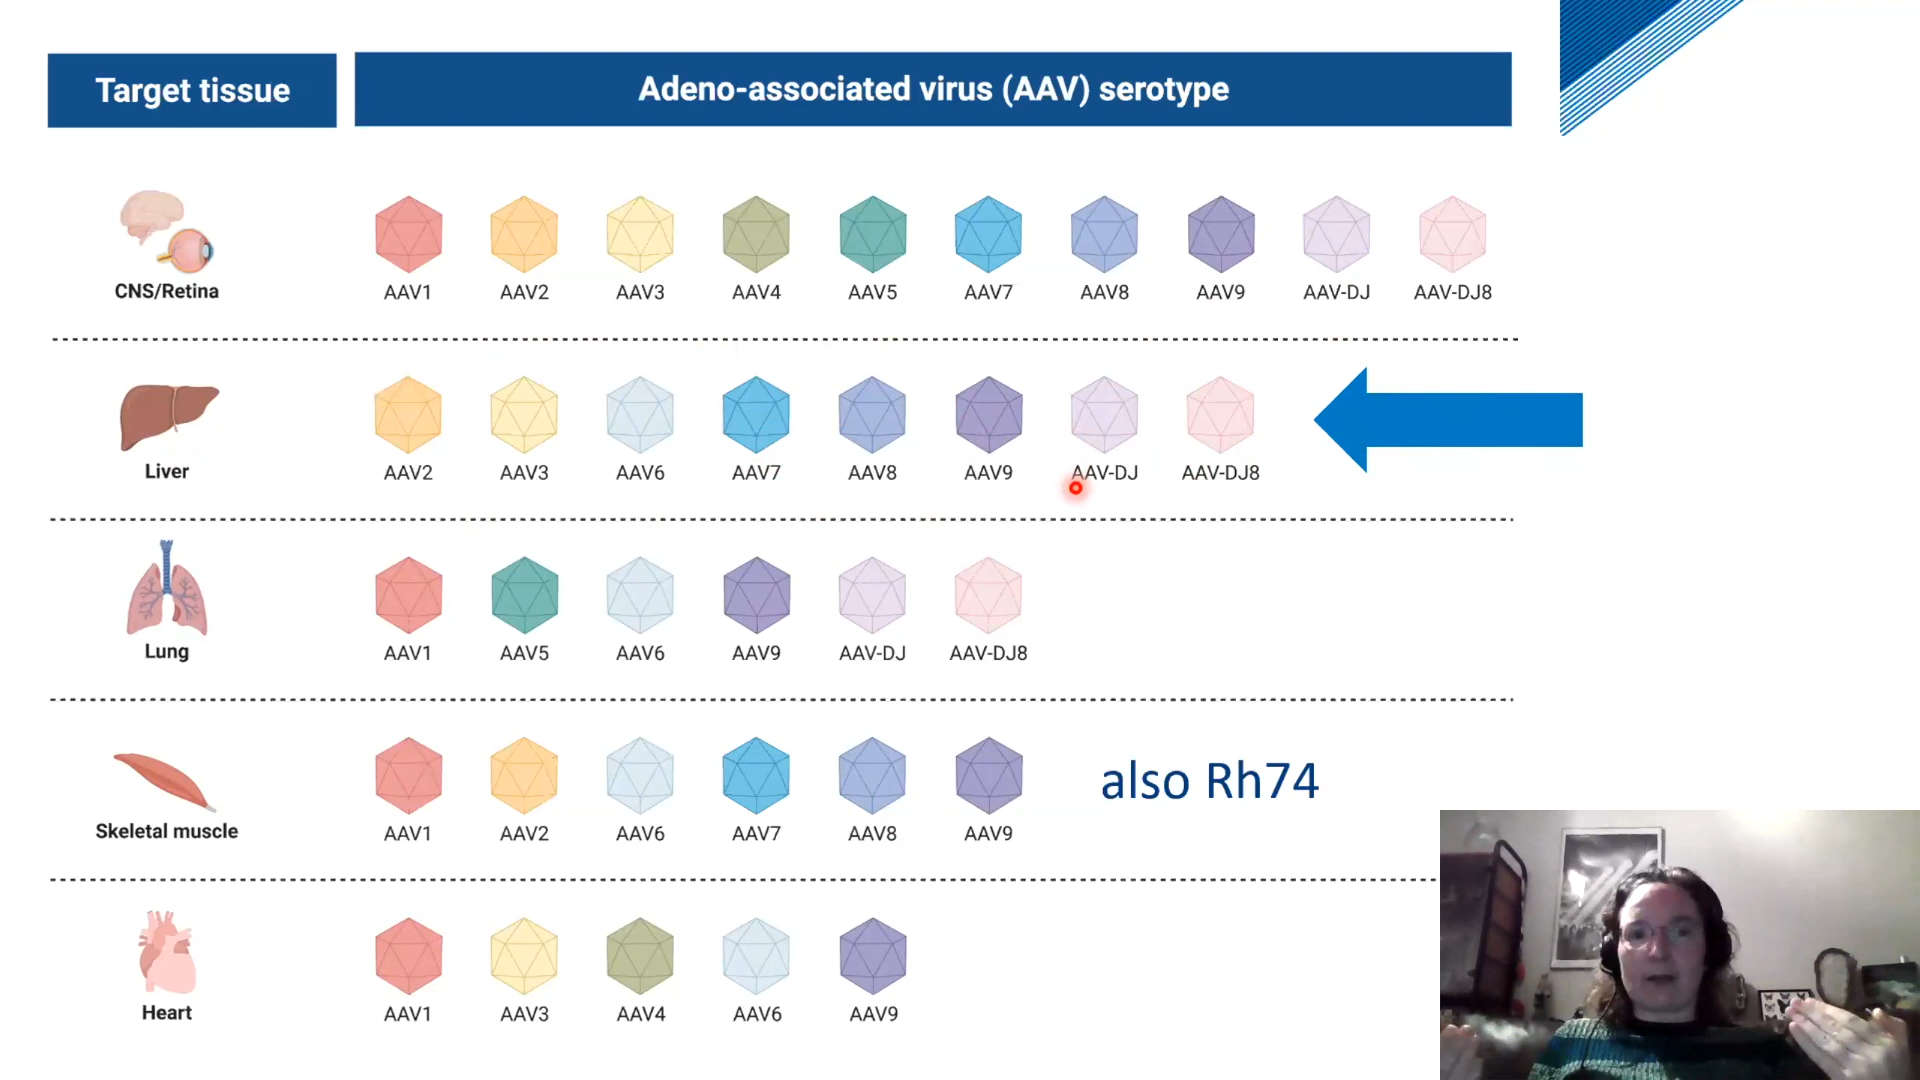 Target tissue
Adeno-associated virus (AAV) serotype
CNS/Retina
AAV1 AAV2 AAV3 AAV4 AAV5 AAV7 AAV8 AAV9 AAV-DJ AAV-DJ8
Liver
AAV2 AAV3 AAV6 AAV7 AAV8 AAV9 AAV-DJ AAV-DJ8
Lung
AAV1 AAV5 AAV6 AAV9 AAV-DJ AAV-DJ8
Skeletal muscle
AAV1 AAV2 AAV6 AAV7 AAV8 AAV9
also Rh74
Heart
AAV1 AAV3 AAV4 AAV6 AAV9